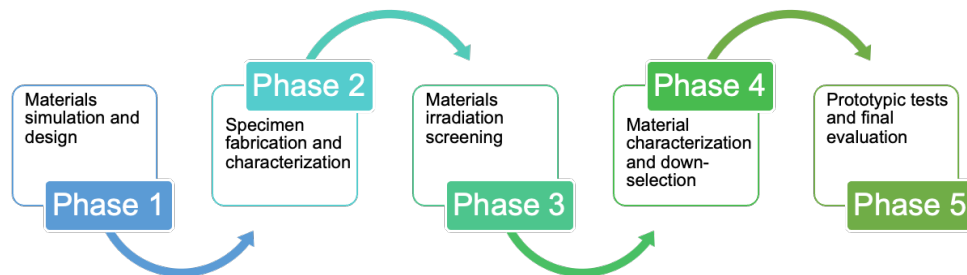 Materials
simulation and
design
Phase 1
Phase 2
Specimen
fabrication and
characterization
Materials
irradiation
screening
Phase 3
Phase 4
Material
characterization
and down-
selection
Prototypic tests
and final
evaluation
Phase 5